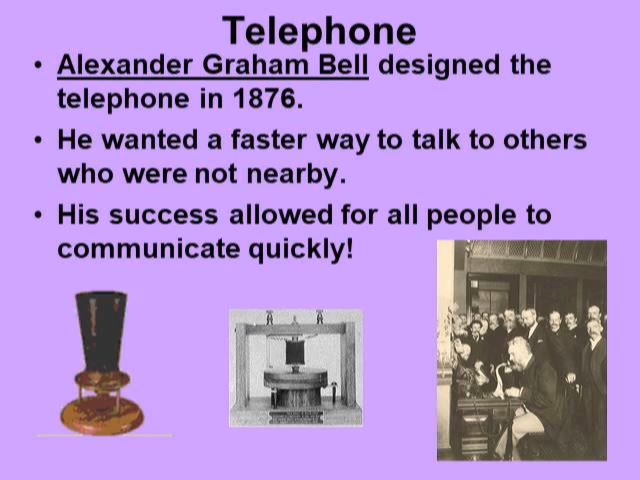 Telephone
• Alexander Graham Bell designed the
telephone in 1876.
• He wanted a faster way to talk to others
who were not nearby.
• His success allowed for all people to
communicate quickly!